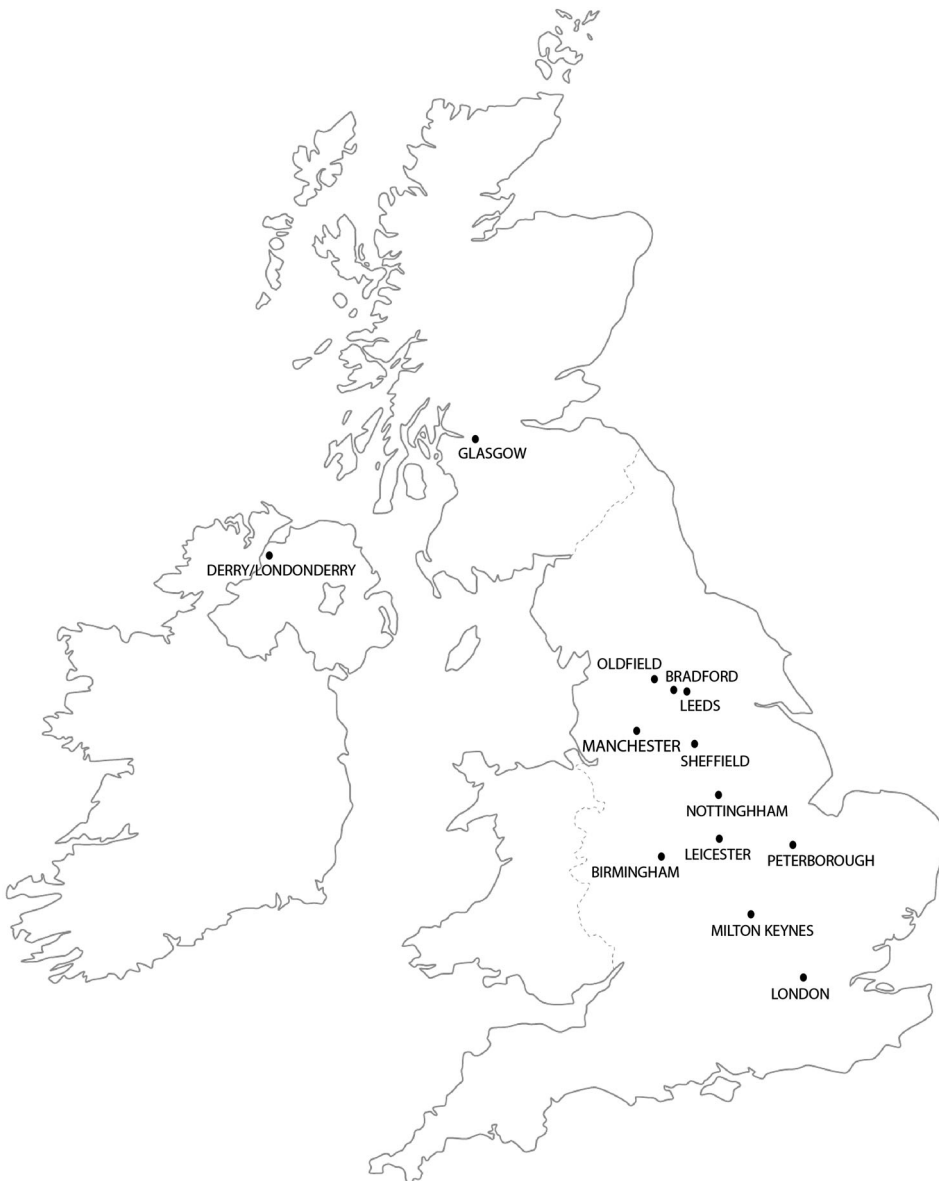 GLASGOW
DERRY/LONDONDERRY
OLDFIELD
BRADFORD
LEEDS
MANCHESTER
SHEFFIELD
NOTTINGHHAM
LEICESTER
PETERBOROUGH
BIRMINGHAM
MILTON KEYNES
LONDON